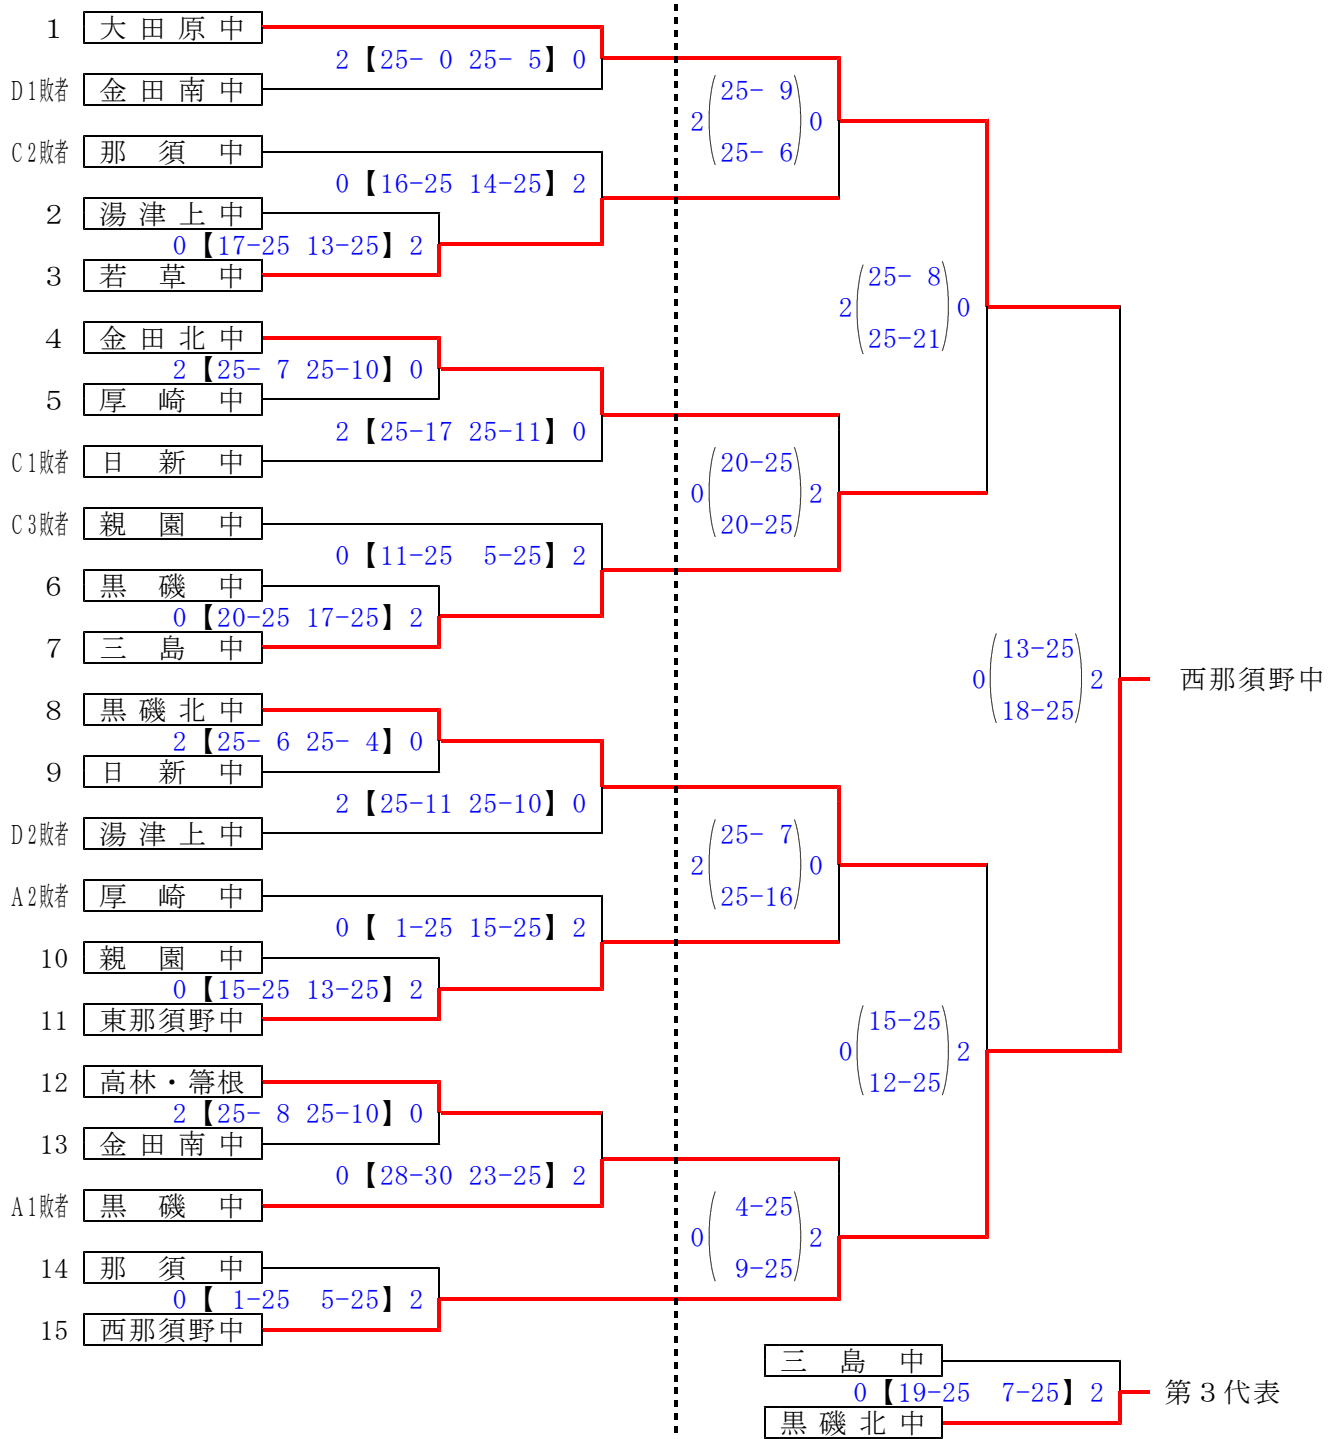 1 大田原中
2【25- 0 25- 5】0
D1敗者 金田南中
2(25- 9 25- 6)0
C2敗者 那須中
0【16-25 14-25】2
2 湯津上中
0【17-25 13-25】2
3 若草中
2(25- 8 25-21)0
4 金田北中
2【25- 7 25-10】0
5 厚崎中
2【25-17 25-11】0
C1敗者 日新中
0(20-25 20-25)2
C3敗者 親園中
0【11-25 5-25】2
6 黒磯中
0【20-25 17-25】2
7 三島中
0(13-25 18-25)2
西那須野中
8 黒磯北中
2【25- 6 25- 4】0
9 日新中
2【25-11 25-10】0
D2敗者 湯津上中
2(25- 7 25-16)0
A2敗者 厚崎中
0【 1-25 15-25】2
10 親園中
0【15-25 13-25】2
11 東那須野中
0(15-25 12-25)2
12 高林・箒根
2【25- 8 25-10】0
13 金田南中
0【28-30 23-25】2
A1敗者 黒磯中
0( 4-25 9-25)2
14 那須中
0【 1-25 5-25】2
15 西那須野中
三島中
0【19-25 7-25】2
第3代表
黒磯北中